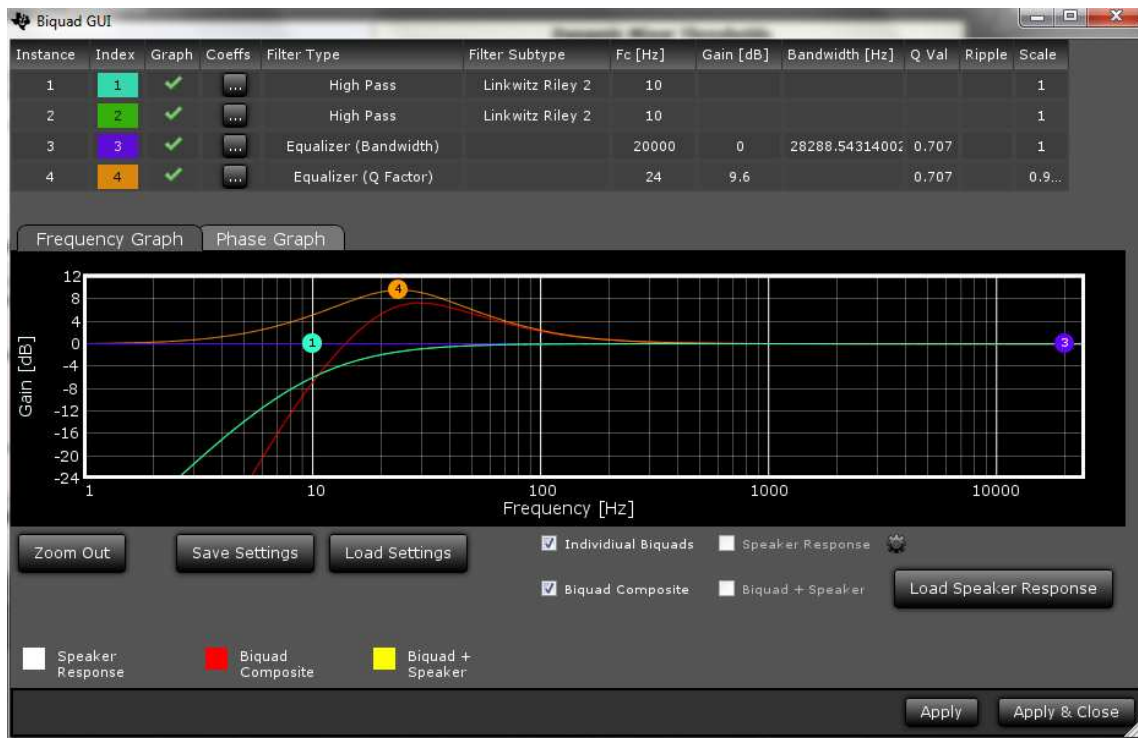 Biquad GUI
Instance Index Graph Coeffs Filter Type Filter Subtype Fc [Hz] Gain [dB] Bandwidth [Hz] Q Val Ripple Scale
1 1 ... High Pass Linkwitz Riley 2 10 1
2 2 ... High Pass Linkwitz Riley 2 10 1
3 3 ... Equalizer (Bandwidth) 20000 0 28288.54314002 0.707 1
4 4 ... Equalizer (Q Factor) 24 9.6 0.707 0.9...
Frequency Graph Phase Graph
12
8
4
0
-4
-8
-12
-16
-20
-24
Gain [dB]
4
1
3
1 10 100 1000 10000
Frequency [Hz]
Zoom Out Save Settings Load Settings Individiual Biquads Speaker Response
Biquad Composite Biquad + Speaker Load Speaker Response
Speaker Response
Biquad Composite
Biquad + Speaker
Apply Apply & Close